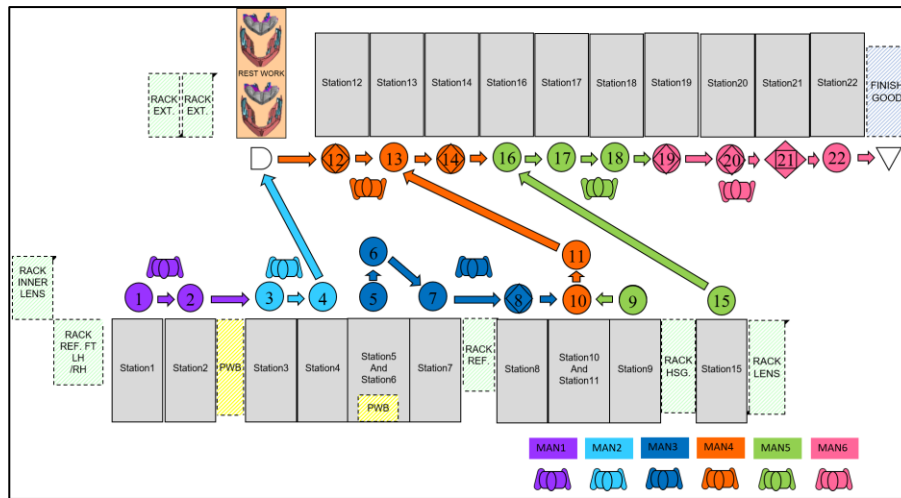 REST WORK
RACK
EXT.
RACK
EXT.
Station12
Station13
Station14
Station16
Station17
Station18
Station19
Station20
Station21
Station22
FINISH
GOOD
12
13
14
16
17
18
19
20
21
22
RACK
INNER
LENS
1
2
3
4
5
6
7
8
9
10
11
15
RACK
REF. FT
LH
/RH
Station1
Station2
PWB
Station3
Station4
Station5
And
Station6
PWB
Station7
RACK
REF.
Station8
Station10
And
Station11
Station9
RACK
HSG.
Station15
RACK
LENS
MAN1
MAN2
MAN3
MAN4
MAN5
MAN6